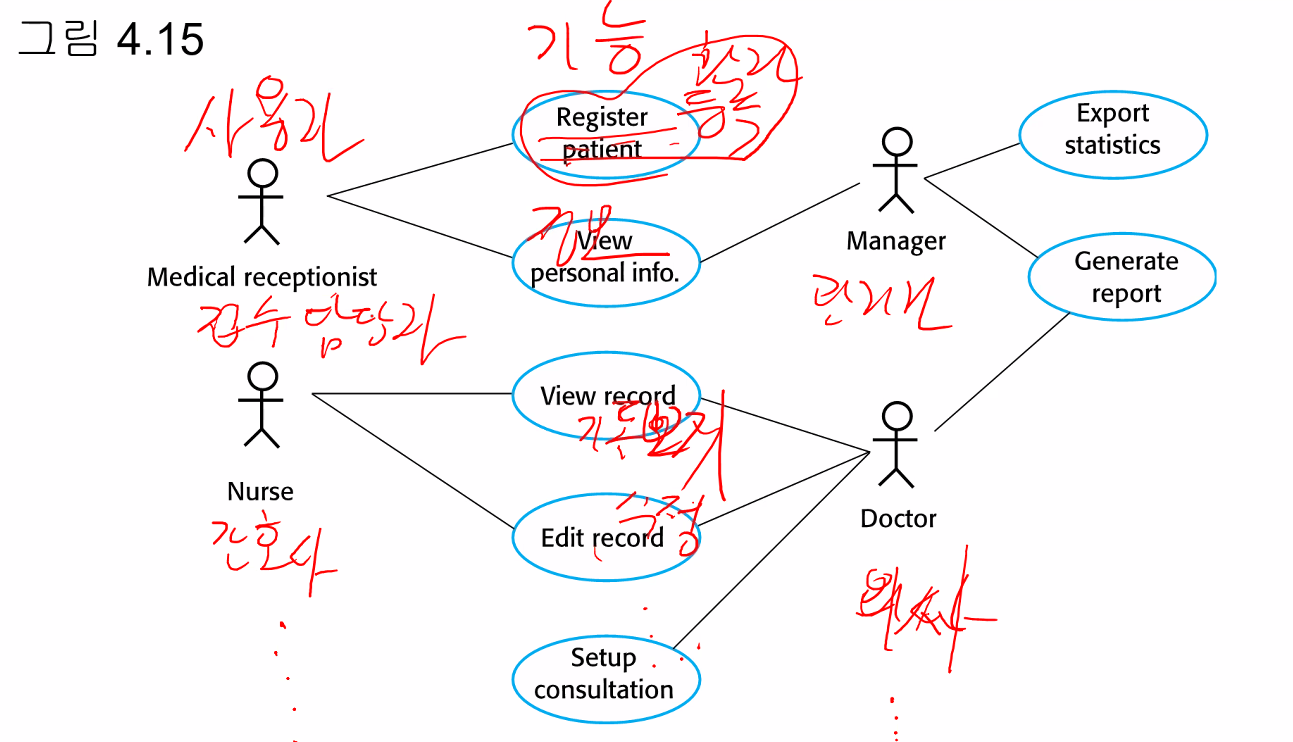 그림 4.15
기능
사용자
Register
patient
환자
등록
Export
statistics
정보
View
personal info.
Medical receptionist
접수 담당자
Manager
관리자
Generate
report
View record
기록보기
Nurse
간호사
Edit record
수정
Doctor
의사
Setup
consultation